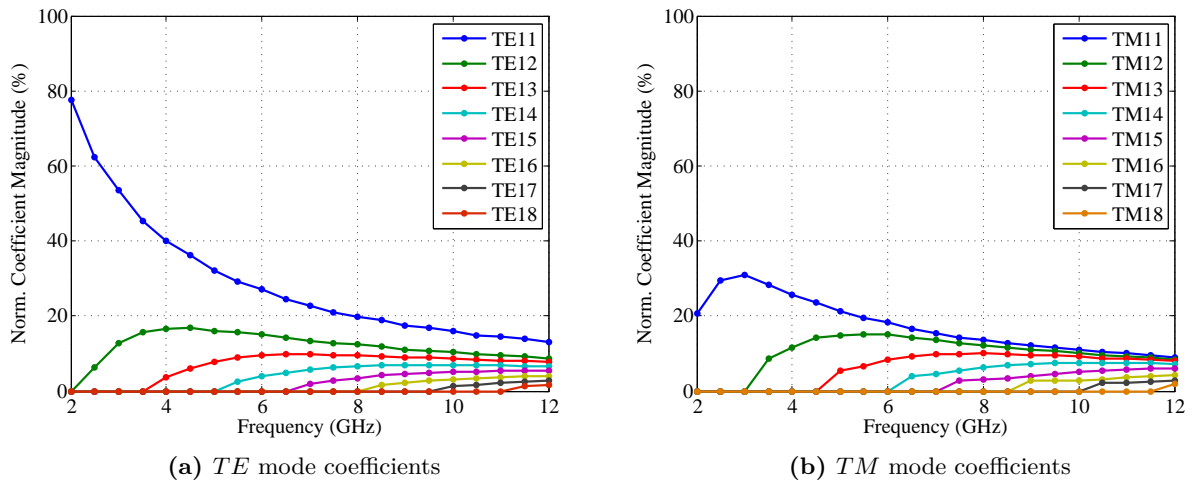 100
80
60
40
20
0
2 4 6 8 10 12
Norm. Coefficient Magnitude (%)
Frequency (GHz)
TE11
TE12
TE13
TE14
TE15
TE16
TE17
TE18
(a) TE mode coefficients
100
80
60
40
20
0
2 4 6 8 10 12
Norm. Coefficient Magnitude (%)
Frequency (GHz)
TM11
TM12
TM13
TM14
TM15
TM16
TM17
TM18
(b) TM mode coefficients